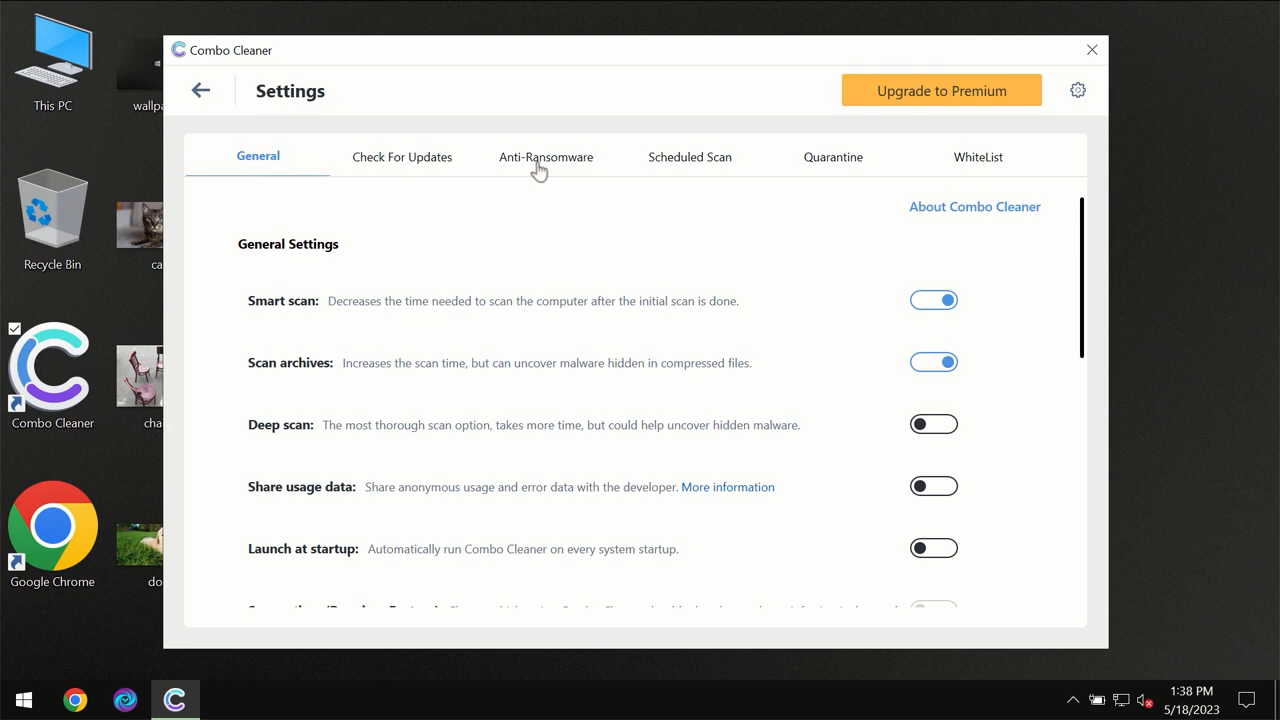 This PC
wallpa
Recycle Bin
ca
Combo Cleaner
cha
Google Chrome
do
Combo Cleaner
Settings
Upgrade to Premium
General
Check For Updates
Anti-Ransomware
Scheduled Scan
Quarantine
WhiteList
About Combo Cleaner
General Settings
Smart scan: Decreases the time needed to scan the computer after the initial scan is done.
Scan archives: Increases the scan time, but can uncover malware hidden in compressed files.
Deep scan: The most thorough scan option, takes more time, but could help uncover hidden malware.
Share usage data: Share anonymous usage and error data with the developer. More information
Launch at startup: Automatically run Combo Cleaner on every system startup.
1:38 PM
5/18/2023